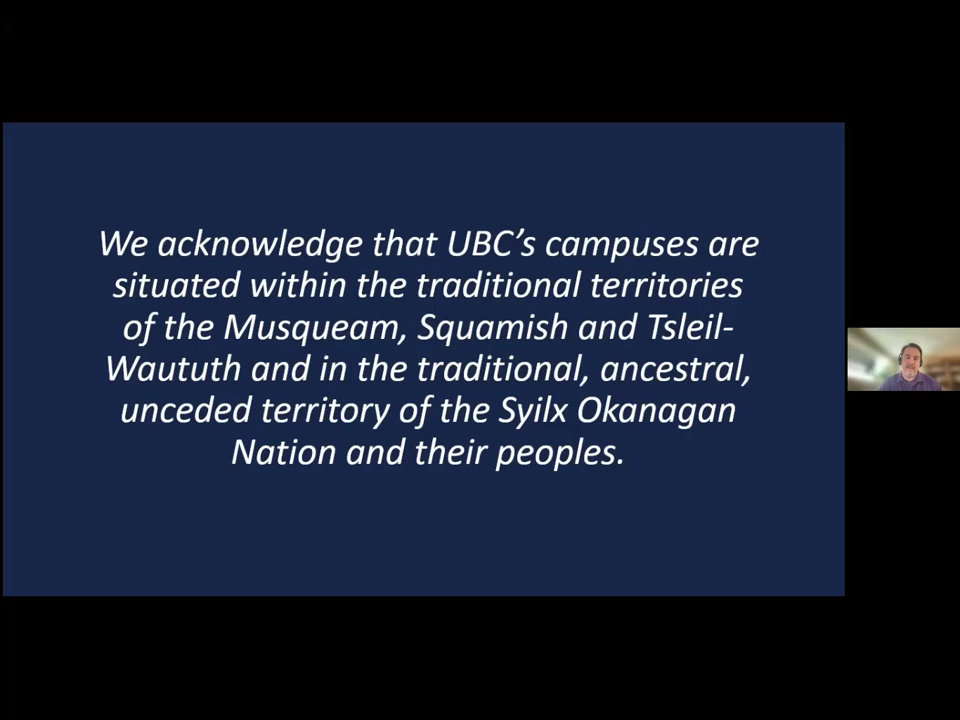 We acknowledge that UBC’s campuses are
situated within the traditional territories
of the Musqueam, Squamish and Tsleil-
Waututh and in the traditional, ancestral,
unceded territory of the Syilx Okanagan
Nation and their peoples.